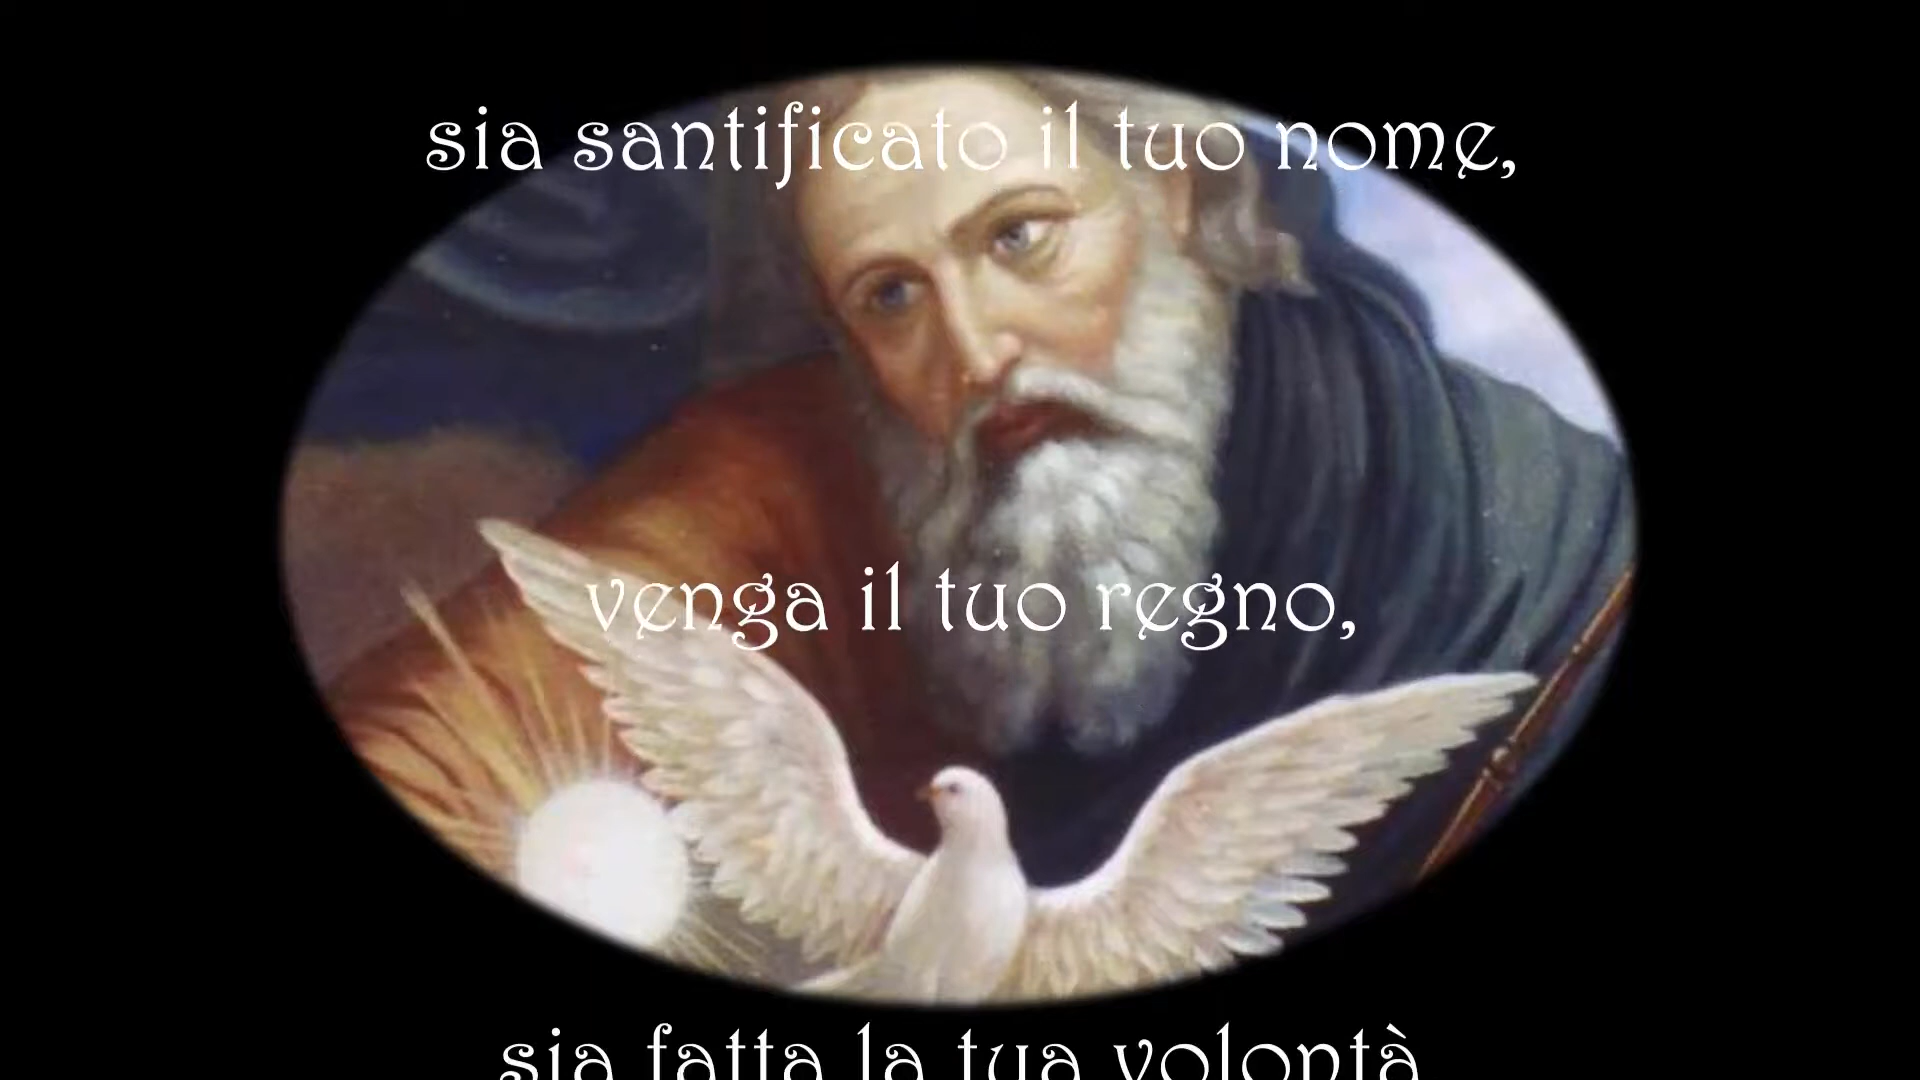 sia santificato il tuo nome,
venga il tuo regno,
sia fatta la tua volontà